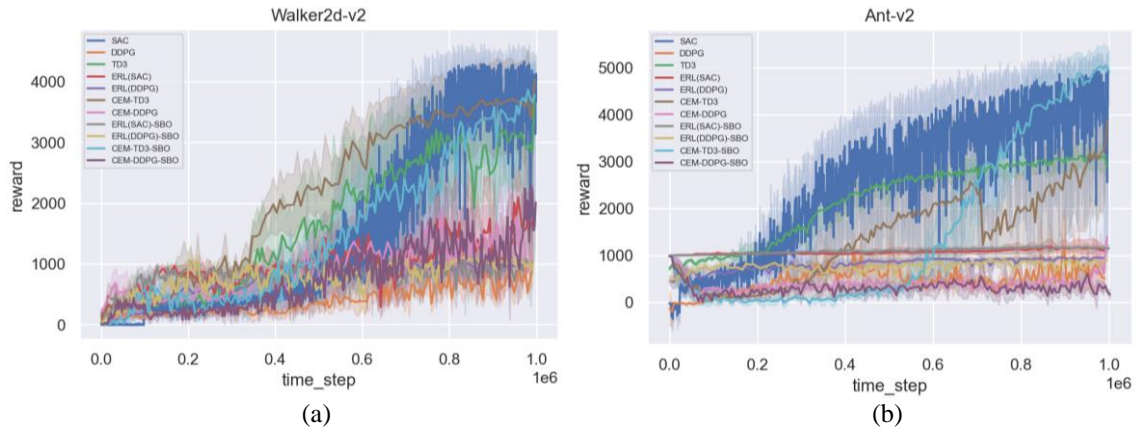 Walker2d-v2
SAC
DDPG
TD3
ERL(SAC)
ERL(DDPG)
CEM-TD3
CEM-DDPG
ERL(SAC)-SBO
ERL(DDPG)-SBO
CEM-TD3-SBO
CEM-DDPG-SBO
4000
3000
2000
1000
0
reward
0.0 0.2 0.4 0.6 0.8 1.0
1e6
time_step
(a)
Ant-v2
SAC
DDPG
TD3
ERL(SAC)
ERL(DDPG)
CEM-TD3
CEM-DDPG
ERL(SAC)-SBO
ERL(DDPG)-SBO
CEM-TD3-SBO
CEM-DDPG-SBO
5000
4000
3000
2000
1000
0
reward
0.0 0.2 0.4 0.6 0.8 1.0
1e6
time_step
(b)